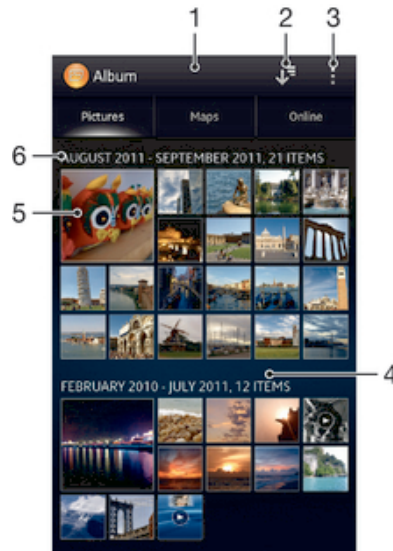 1 2 3
Album
Pictures Maps Online
6 AUGUST 2011 - SEPTEMBER 2011, 21 ITEMS
5
4
FEBRUARY 2010 - JULY 2011, 12 ITEMS